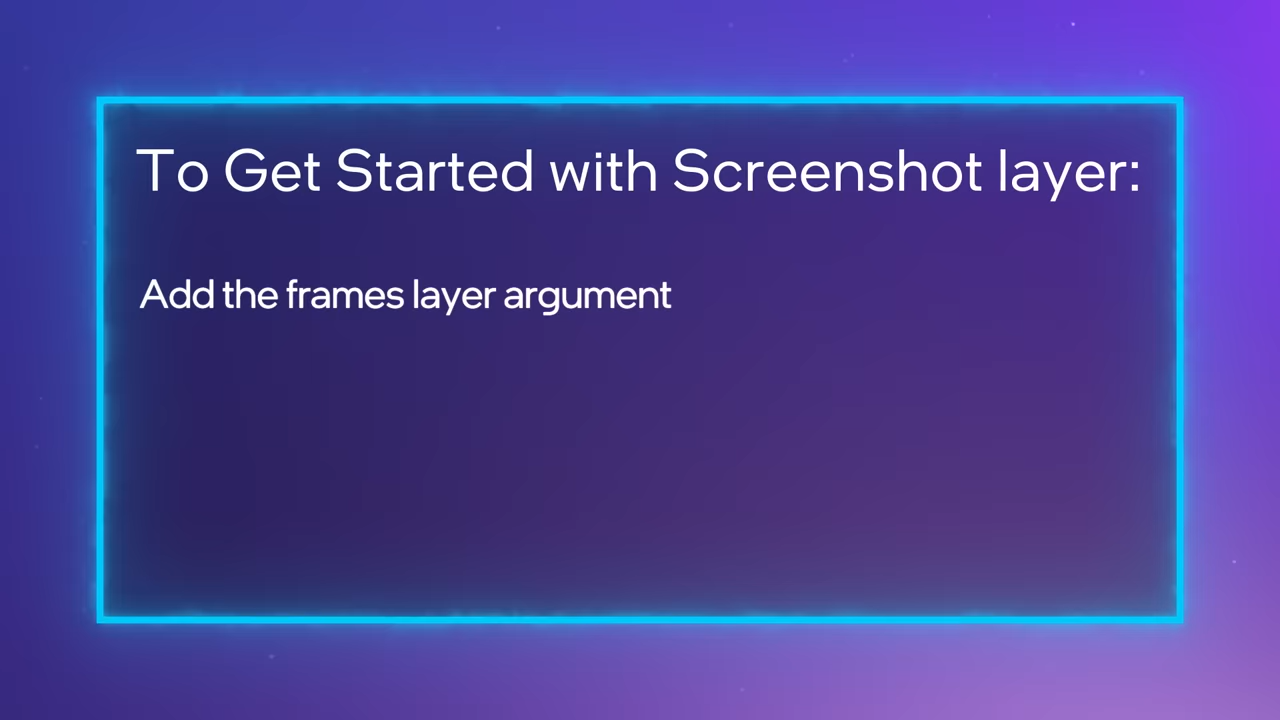 To Get Started with Screenshot layer:
Add the frames layer argument